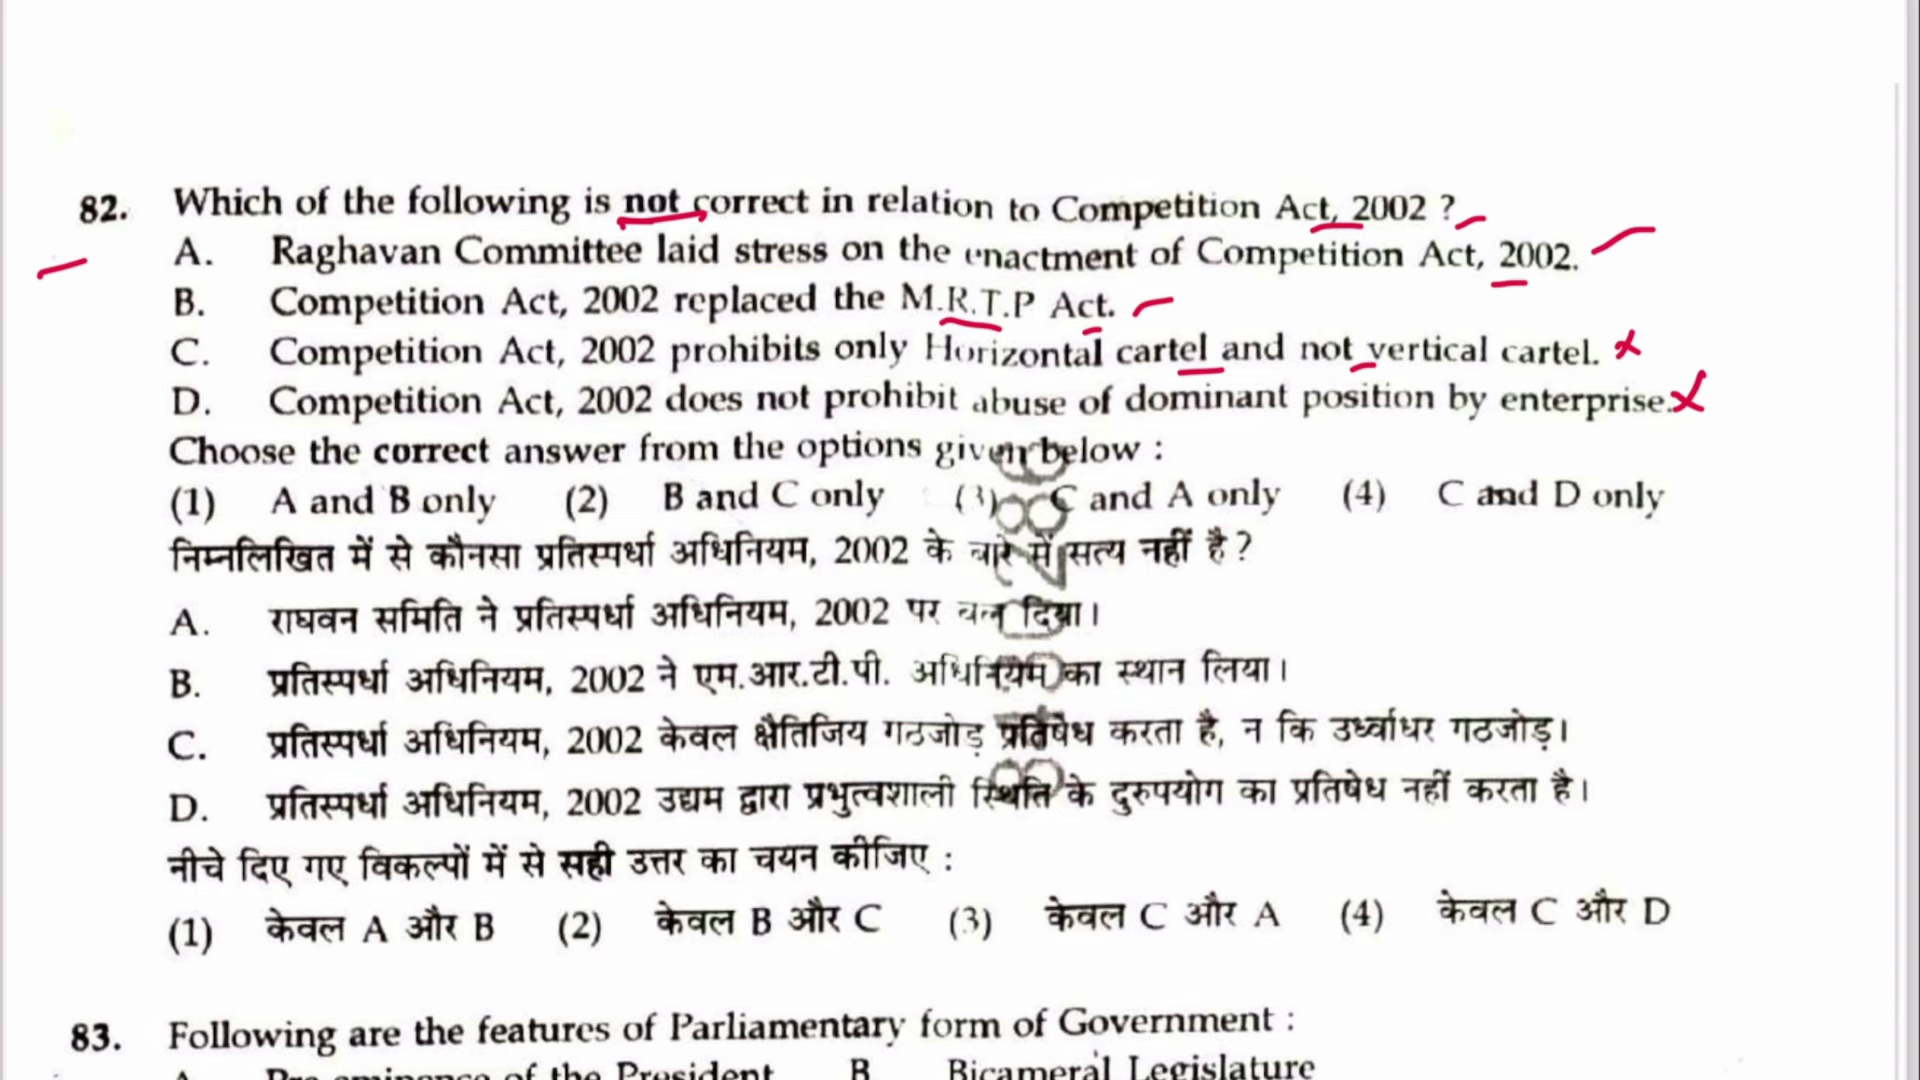 82. Which of the following is not correct in relation to Competition Act, 2002 ?
A. Raghavan Committee laid stress on the enactment of Competition Act, 2002.
B. Competition Act, 2002 replaced the M.R.T.P Act.
C. Competition Act, 2002 prohibits only Horizontal cartel and not vertical cartel.
D. Competition Act, 2002 does not prohibit abuse of dominant position by enterprise.
Choose the correct answer from the options given below :
(1) A and B only (2) B and C only (3) C and A only (4) C and D only
निम्नलिखित में से कौनसा प्रतिस्पर्धा अधिनियम, 2002 के बारे में सत्य नहीं है ?
A. राघवन समिति ने प्रतिस्पर्धा अधिनियम, 2002 पर बल दिया।
B. प्रतिस्पर्धा अधिनियम, 2002 ने एम.आर.टी.पी. अधिनियम का स्थान लिया।
C. प्रतिस्पर्धा अधिनियम, 2002 केवल क्षैतिजिय गठजोड़ प्रतिषेध करता है, न कि उर्ध्वाधर गठजोड़।
D. प्रतिस्पर्धा अधिनियम, 2002 उद्यम द्वारा प्रभुत्वशाली स्थिति के दुरुपयोग का प्रतिषेध नहीं करता है।
नीचे दिए गए विकल्पों में से सही उत्तर का चयन कीजिए :
(1) केवल A और B (2) केवल B और C (3) केवल C और A (4) केवल C और D
83. Following are the features of Parliamentary form of Government :
A. Pre-eminence of the President B. Bicameral Legislature